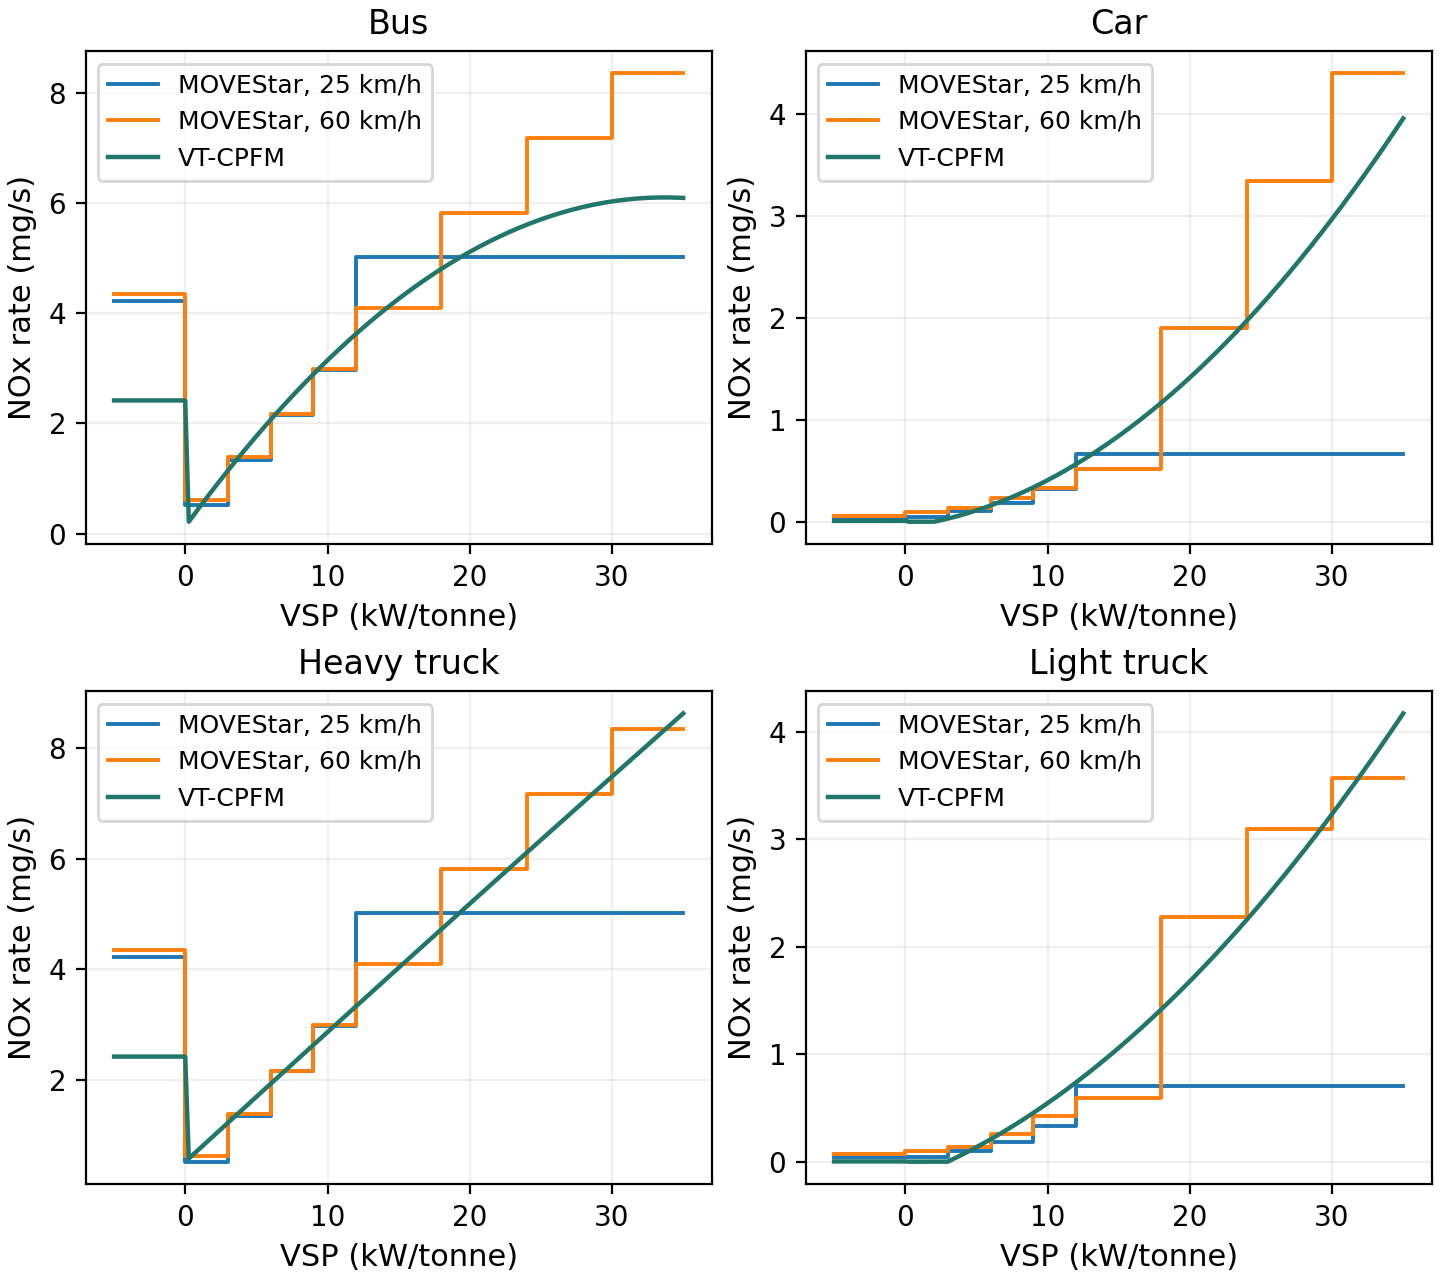 Bus
MOVEStar, 25 km/h
MOVEStar, 60 km/h
VT-CPFM
NOx rate (mg/s)
8
6
4
2
0
0 10 20 30
VSP (kW/tonne)
Car
MOVEStar, 25 km/h
MOVEStar, 60 km/h
VT-CPFM
NOx rate (mg/s)
4
3
2
1
0
0 10 20 30
VSP (kW/tonne)
Heavy truck
MOVEStar, 25 km/h
MOVEStar, 60 km/h
VT-CPFM
NOx rate (mg/s)
8
6
4
2
0 10 20 30
VSP (kW/tonne)
Light truck
MOVEStar, 25 km/h
MOVEStar, 60 km/h
VT-CPFM
NOx rate (mg/s)
4
3
2
1
0
0 10 20 30
VSP (kW/tonne)